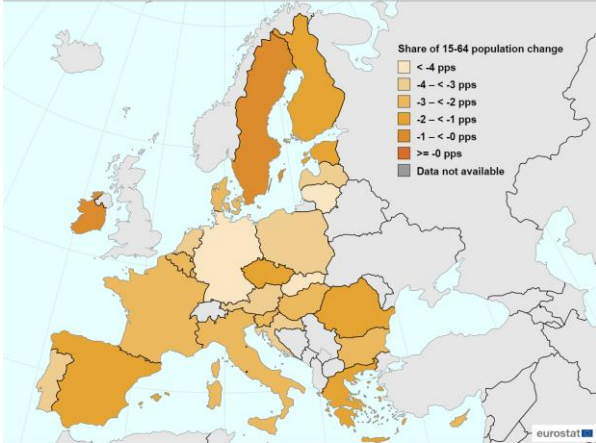 Share of 15-64 population change
< -4 pps
-4 – < -3 pps
-3 – < -2 pps
-2 – < -1 pps
-1 – < -0 pps
>= -0 pps
Data not available
eurostat